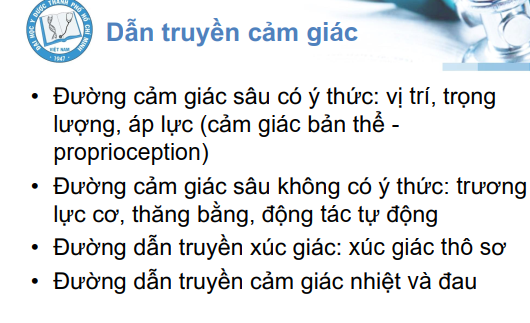 ĐẠI HỌC Y DƯỢC THÀNH PHỐ HỒ CHÍ MINH
VIỆT NAM
1947
Dẫn truyền cảm giác
• Đường cảm giác sâu có ý thức: vị trí, trọng
lượng, áp lực (cảm giác bản thể -
proprioception)
• Đường cảm giác sâu không có ý thức: trương
lực cơ, thăng bằng, động tác tự động
• Đường dẫn truyền xúc giác: xúc giác thô sơ
• Đường dẫn truyền cảm giác nhiệt và đau